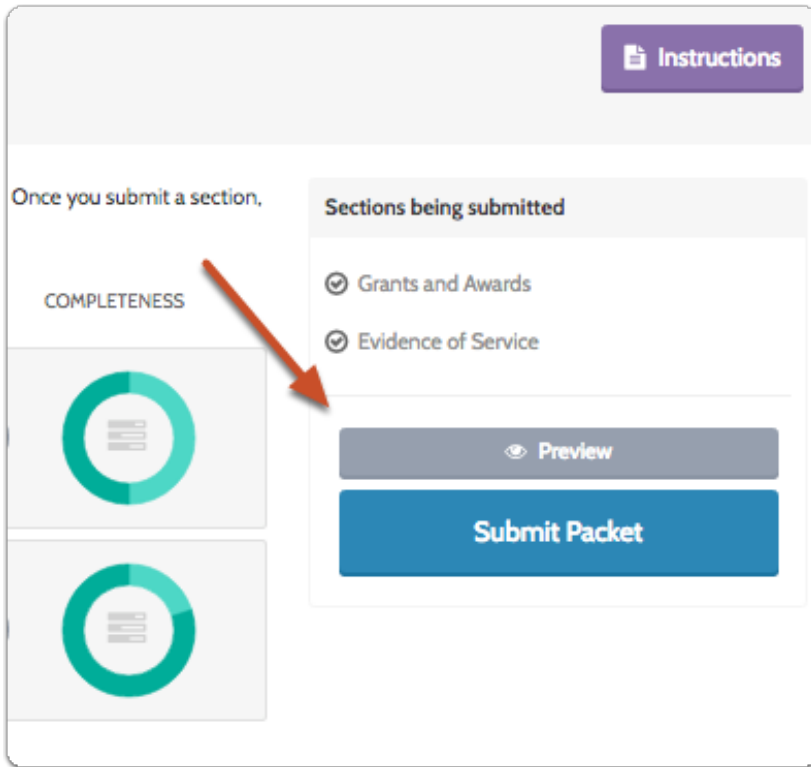 Instructions
Once you submit a section,
COMPLETENESS
Sections being submitted
Grants and Awards
Evidence of Service
Preview
Submit Packet